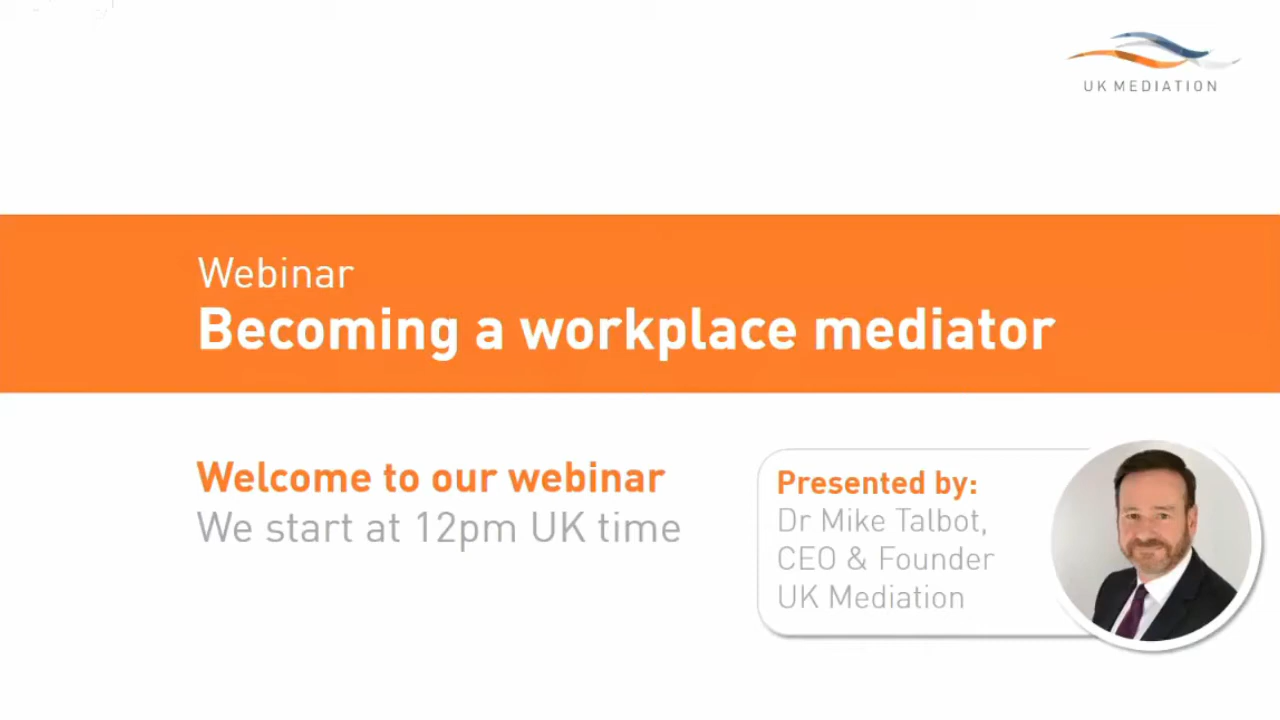 UK MEDIATION
Webinar
Becoming a workplace mediator
Welcome to our webinar
We start at 12pm UK time
Presented by:
Dr Mike Talbot,
CEO & Founder
UK Mediation